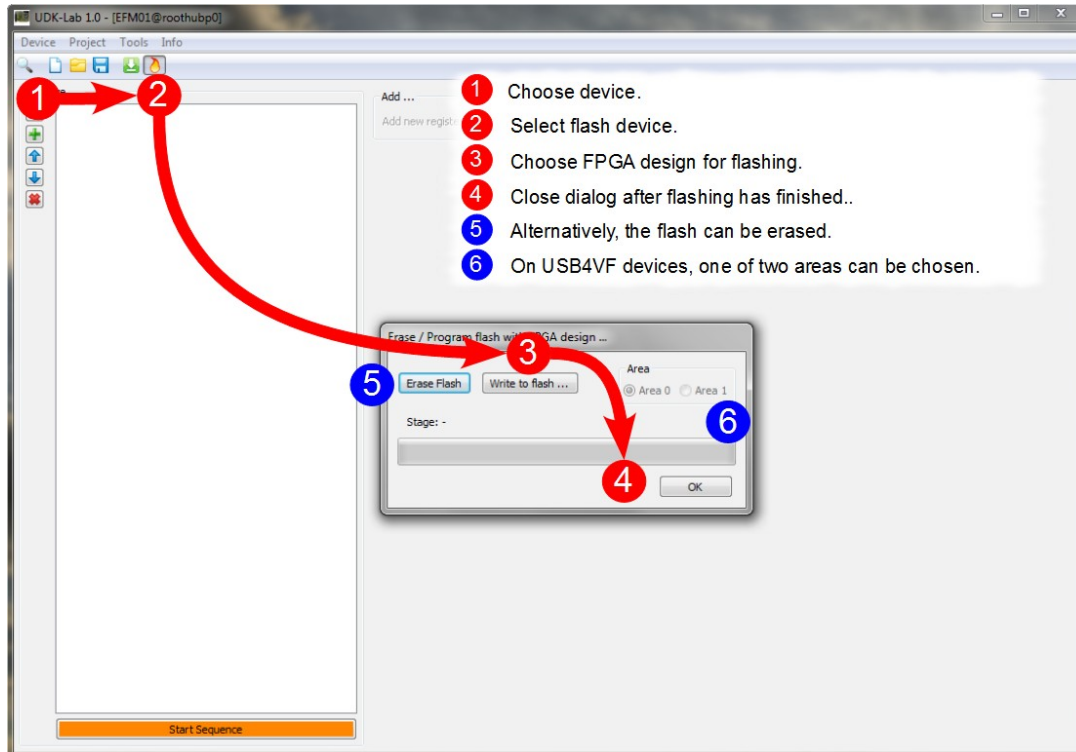 UDK-Lab 1.0 - [EFM01@roothubp0]
Device Project Tools Info
1
2
Add ...
Add newregist
1 Choose device.
2 Select flash device.
3 Choose FPGA design for flashing.
4 Close dialog after flashing has finished..
5 Alternatively, the flash can be erased.
6 On USB4VF devices, one of two areas can be chosen.
Erase / Program flash with GA design ...
3
5
Erase Flash
Write to flash ...
Area
Area 0
Area 1
Stage: -
6
4
OK
Start Sequence